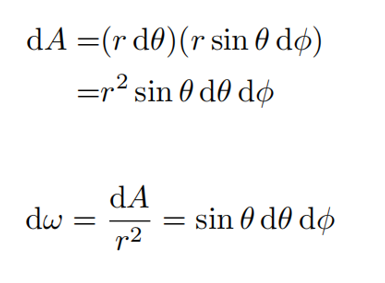 dA =(r dθ)(r sin θ dϕ)
=r² sin θ dθ dϕ
dω = dA/r² = sin θ dθ dϕ